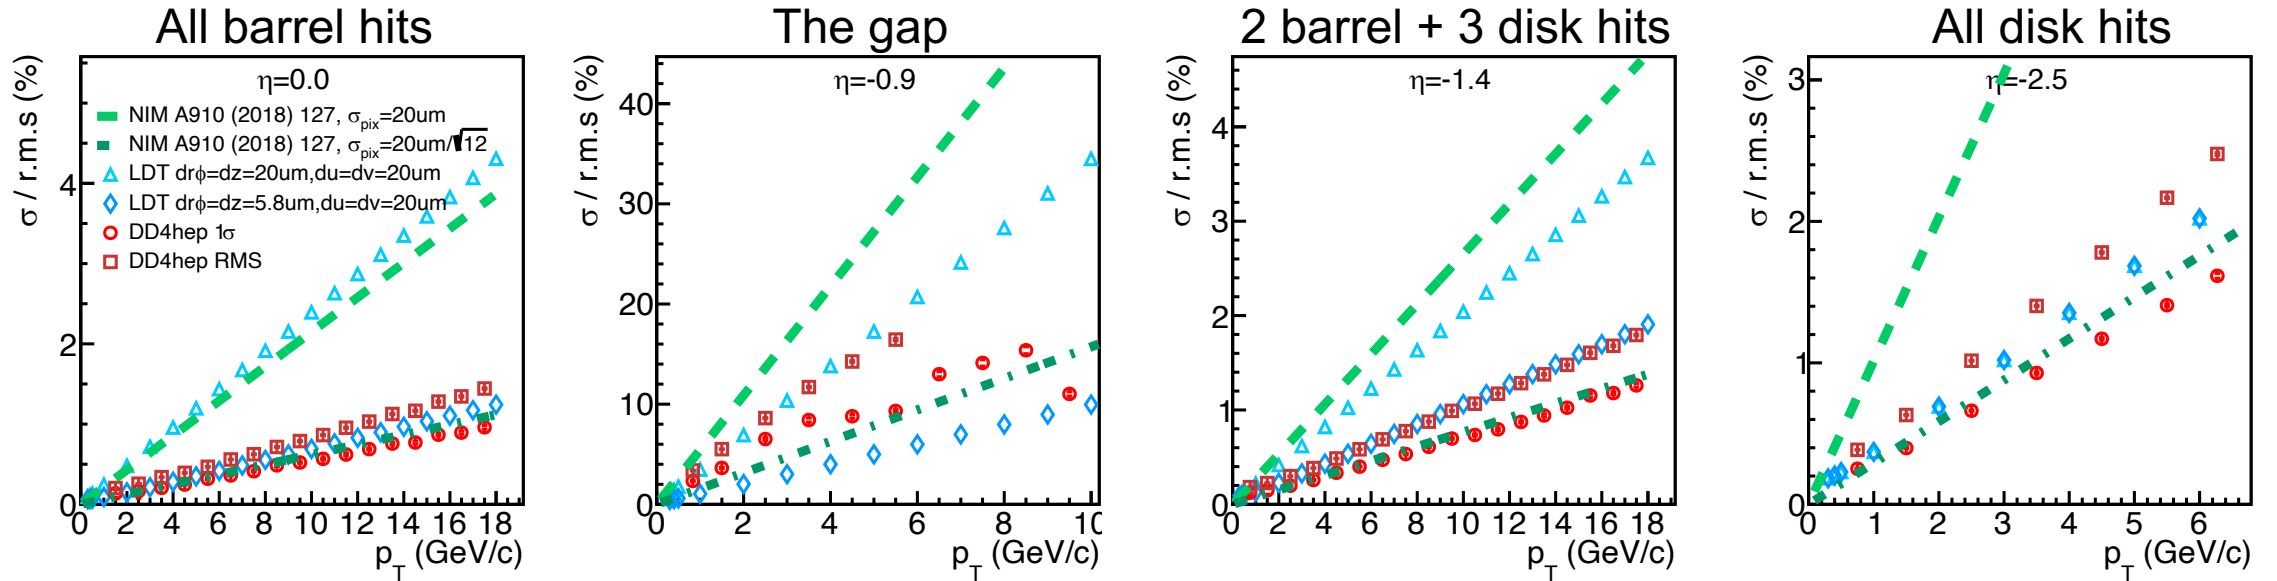 All barrel hits
The gap
2 barrel + 3 disk hits
All disk hits
σ / r.m.s (%)
η=0.0
NIM A910 (2018) 127, σpix=20um
NIM A910 (2018) 127, σpix=20um/√12
LDT drϕ=dz=20um,du=dv=20um
LDT drϕ=dz=5.8um,du=dv=20um
DD4hep 1σ
DD4hep RMS
4
2
0
2 4 6 8 10 12 14 16 18
pT (GeV/c)
σ / r.m.s (%)
η=-0.9
40
30
20
10
0
0 2 4 6 8 10
pT (GeV/c)
σ / r.m.s (%)
η=-1.4
4
3
2
1
0
0 2 4 6 8 10 12 14 16 18
pT (GeV/c)
σ / r.m.s (%)
η=-2.5
3
2
1
0
0 1 2 3 4 5 6
pT (GeV/c)